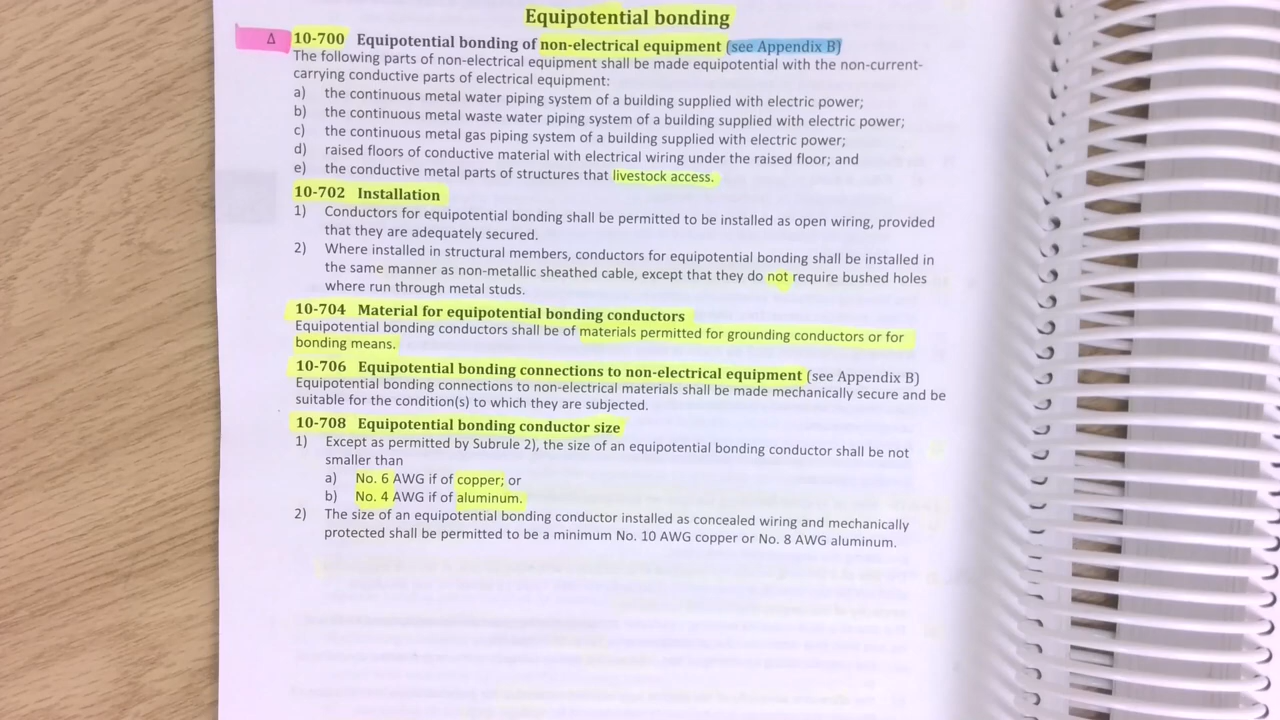 Equipotential bonding
Δ 10-700 Equipotential bonding of non-electrical equipment (see Appendix B)
The following parts of non-electrical equipment shall be made equipotential with the non-current-
carrying conductive parts of electrical equipment:
a) the continuous metal water piping system of a building supplied with electric power;
b) the continuous metal waste water piping system of a building supplied with electric power;
c) the continuous metal gas piping system of a building supplied with electric power;
d) raised floors of conductive material with electrical wiring under the raised floor; and
e) the conductive metal parts of structures that livestock access.
10-702 Installation
1) Conductors for equipotential bonding shall be permitted to be installed as open wiring, provided
that they are adequately secured.
2) Where installed in structural members, conductors for equipotential bonding shall be installed in
the same manner as non-metallic sheathed cable, except that they do not require bushed holes
where run through metal studs.
10-704 Material for equipotential bonding conductors
Equipotential bonding conductors shall be of materials permitted for grounding conductors or for
bonding means.
10-706 Equipotential bonding connections to non-electrical equipment (see Appendix B)
Equipotential bonding connections to non-electrical materials shall be made mechanically secure and be
suitable for the condition(s) to which they are subjected.
10-708 Equipotential bonding conductor size
1) Except as permitted by Subrule 2), the size of an equipotential bonding conductor shall be not
smaller than
a) No. 6 AWG if of copper; or
b) No. 4 AWG if of aluminum.
2) The size of an equipotential bonding conductor installed as concealed wiring and mechanically
protected shall be permitted to be a minimum No. 10 AWG copper or No. 8 AWG aluminum.